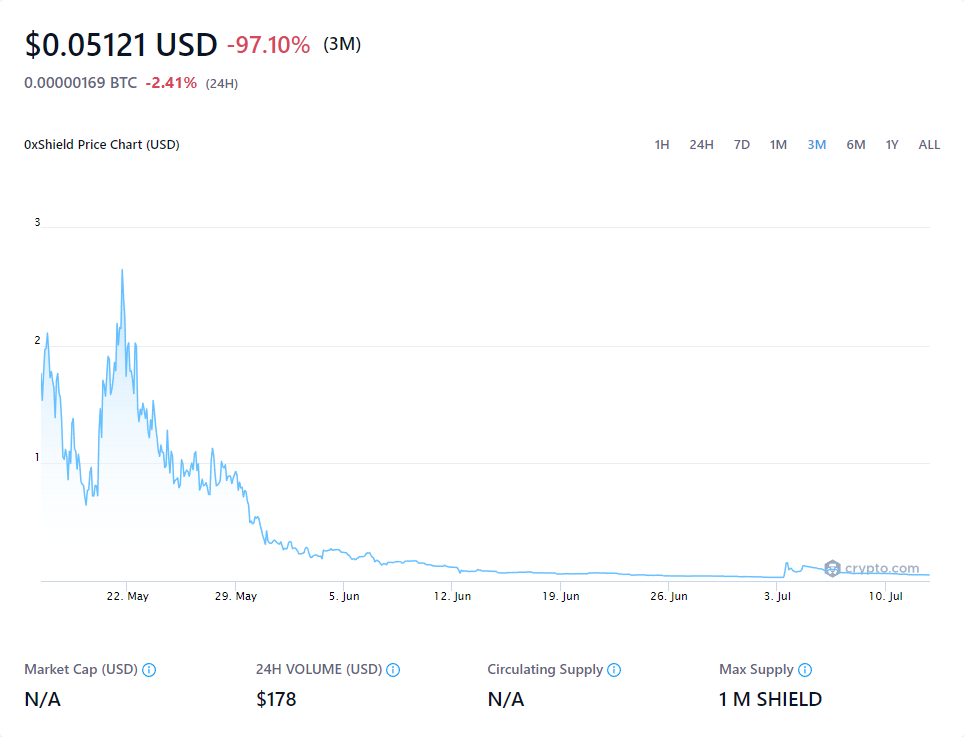 $0.05121 USD -97.10% (3M)
0.00000169 BTC -2.41% (24H)
0xShield Price Chart (USD) 1H 24H 7D 1M 3M 6M 1Y ALL
3
2
1
crypto.com
22. May 29. May 5. Jun 12. Jun 19. Jun 26. Jun 3. Jul 10. Jul
Market Cap (USD) 24H VOLUME (USD) Circulating Supply Max Supply
N/A $178 N/A 1 M SHIELD